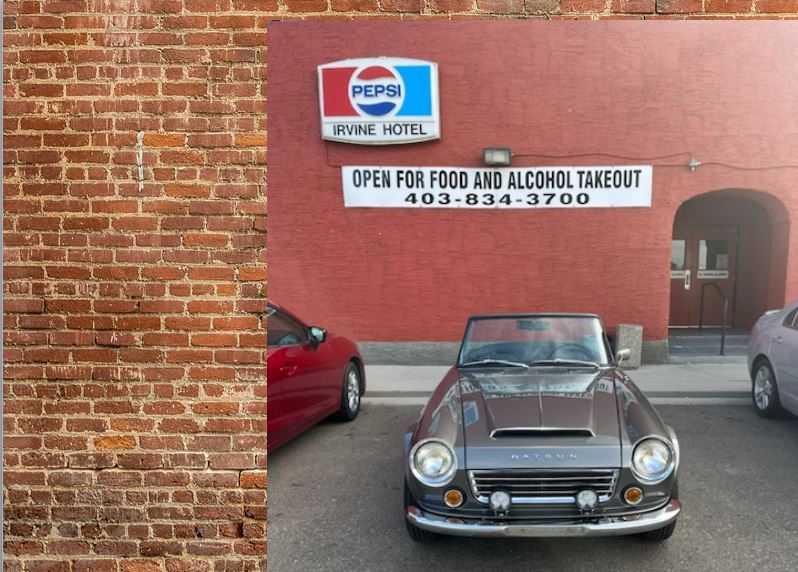 PEPSI
IRVINE HOTEL
OPEN FOR FOOD AND ALCOHOL TAKEOUT
403-834-3700
DATSUN